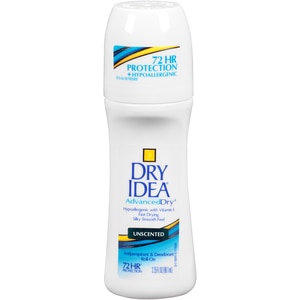 72 HR
PROTECTION
+ HYPOALLERGENIC
DRY
IDEA
AdvancedDry
Hypoallergenic with Vitamin E
Fast Drying
Silky Smooth Feel
UNSCENTED
Antiperspirant & Deodorant
Roll-On
72 HR
PROTECTION